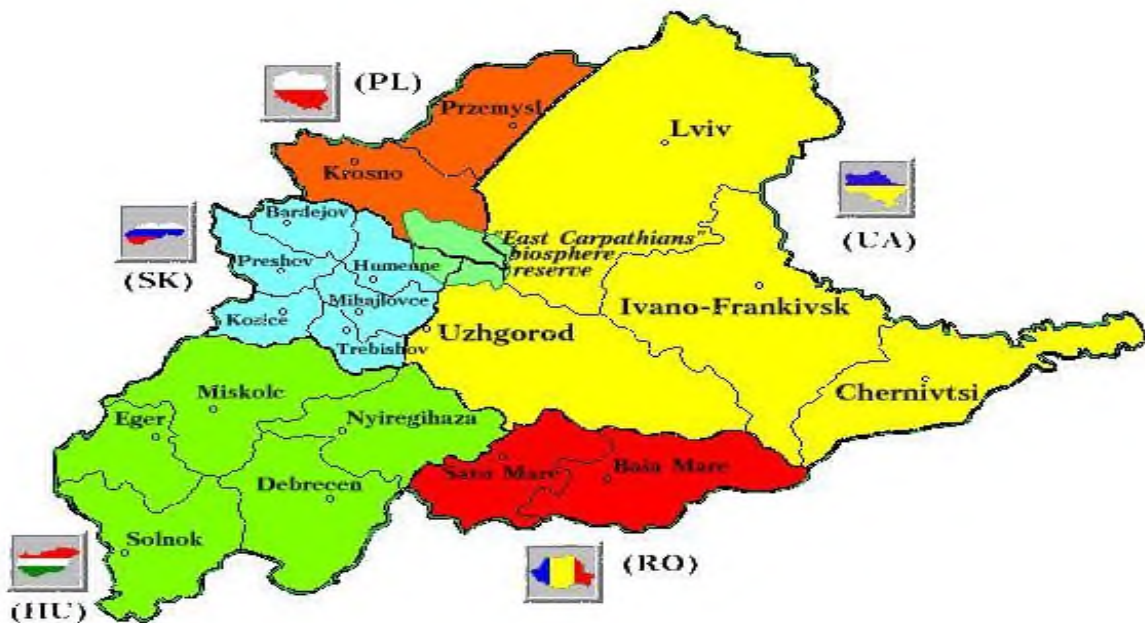 (PL)
Przemysl
Lviv
Krosno
Bardejov
(UA)
"East Carpathians"
biosphere
reserve
Preshov
Humenne
(SK)
Mihajlovce
Ivano-Frankivsk
Kozice
Uzhgorod
Trebishov
Chernivtsi
Miskolc
Eger
Nyiregihaza
Satu Mare
Baia Mare
Debrecen
Solnok
(RO)
(HU)